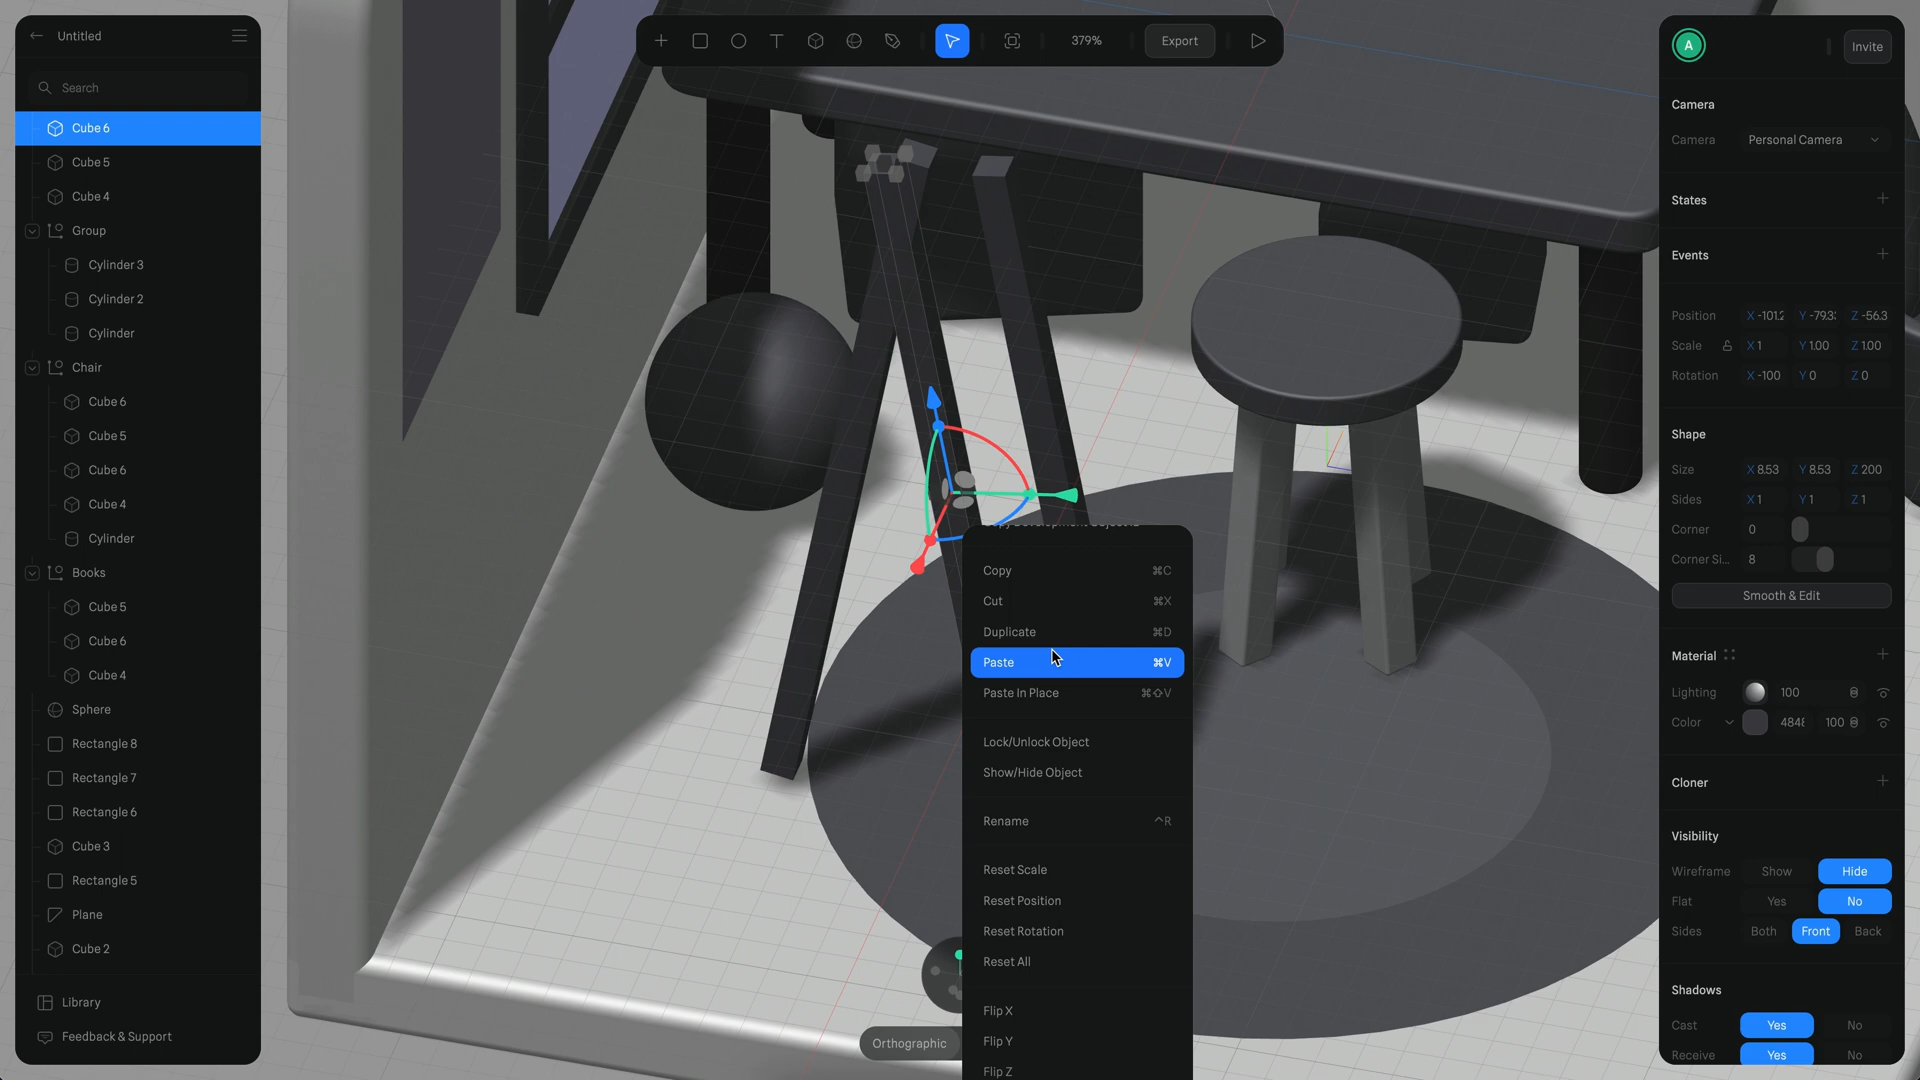 Untitled
Search
Cube 6
Cube 5
Cube 4
Group
Cylinder 3
Cylinder 2
Cylinder
Chair
Cube 6
Cube 5
Cube 6
Cube 4
Cylinder
Books
Cube 5
Cube 6
Cube 4
Sphere
Rectangle 8
Rectangle 7
Rectangle 6
Cube 3
Rectangle 5
Plane
Cube 2
Library
Feedback & Support
T
379%
Export
Copy ⌘C
Cut ⌘X
Duplicate ⌘D
Paste ⌘V
Paste In Place ⌘⇧V
Lock/Unlock Object
Show/Hide Object
Rename ^R
Reset Scale
Reset Position
Reset Rotation
Reset All
Flip X
Flip Y
Flip Z
Orthographic
A
Invite
Camera
Camera Personal Camera
States
Events
Position X -101.2 Y -79.3 Z -56.3
Scale X 1 Y 1.00 Z 1.00
Rotation X -100 Y 0 Z 0
Shape
Size X 8.53 Y 8.53 Z 200
Sides X 1 Y 1 Z 1
Corner 0
Corner Si... 8
Smooth & Edit
Material
Lighting 100
Color 484 100
Cloner
Visibility
Wireframe Show Hide
Flat Yes No
Sides Both Front Back
Shadows
Cast Yes No
Receive Yes No